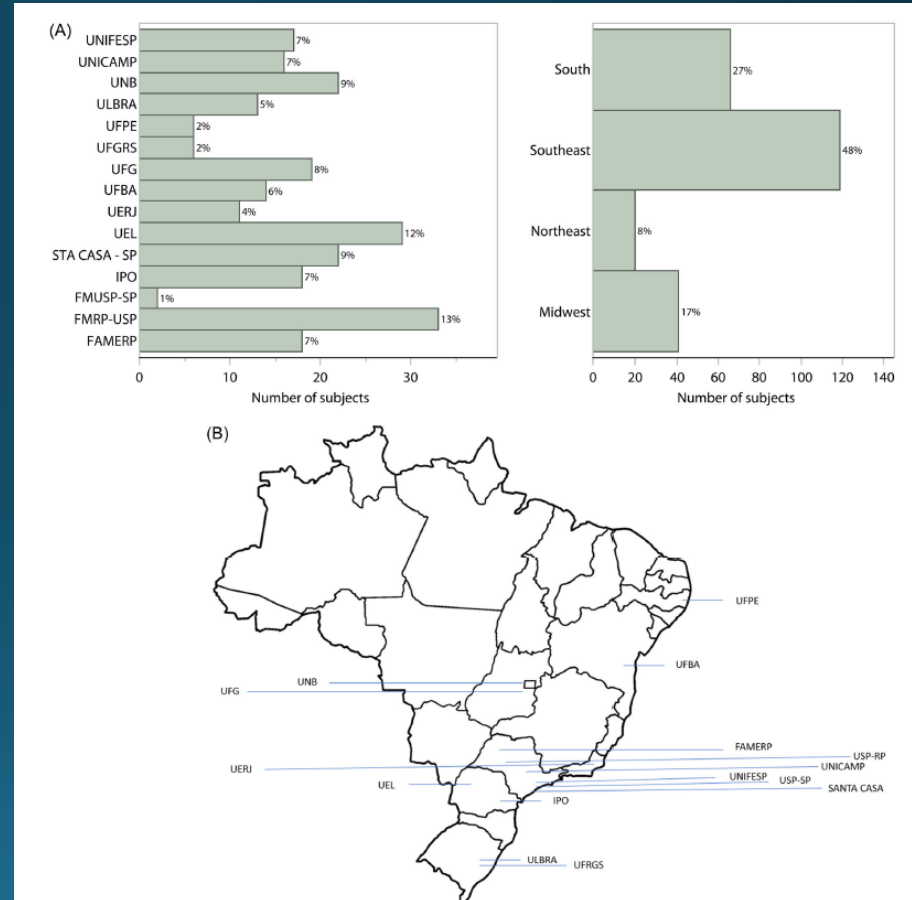 (A)
UNIFESP 7%
UNICAMP 7%
UNB 9%
ULBRA 5%
UFPE 2%
UFGRS 2%
UFG 8%
UFBA 6%
UERJ 4%
UEL 12%
STA CASA - SP 9%
IPO 7%
FMUSP-SP 1%
FMRP-USP 13%
FAMERP 7%
0 10 20 30
Number of subjects
South 27%
Southeast 48%
Northeast 8%
Midwest 17%
0 20 40 60 80 100 120 140
Number of subjects
(B)
UFPE
UFBA
UNB
UFG
FAMERP
USP-RP
UERJ
UNICAMP
UNIFESP
USP-SP
UEL
SANTA CASA
IPO
ULBRA
UFRGS